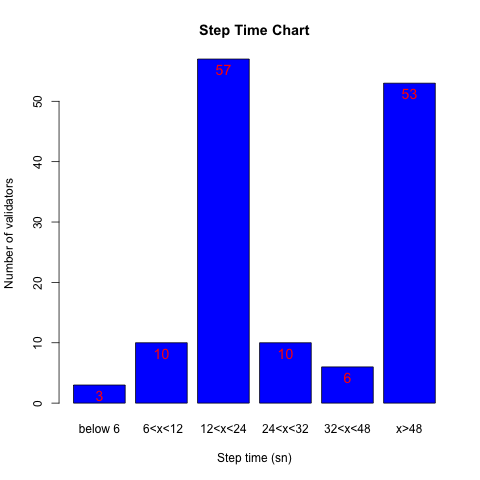 Step Time Chart
Number of validators
50
40
30
20
10
0
3
10
57
10
6
53
below 6
6<x<12
12<x<24
24<x<32
32<x<48
x>48
Step time (sn)